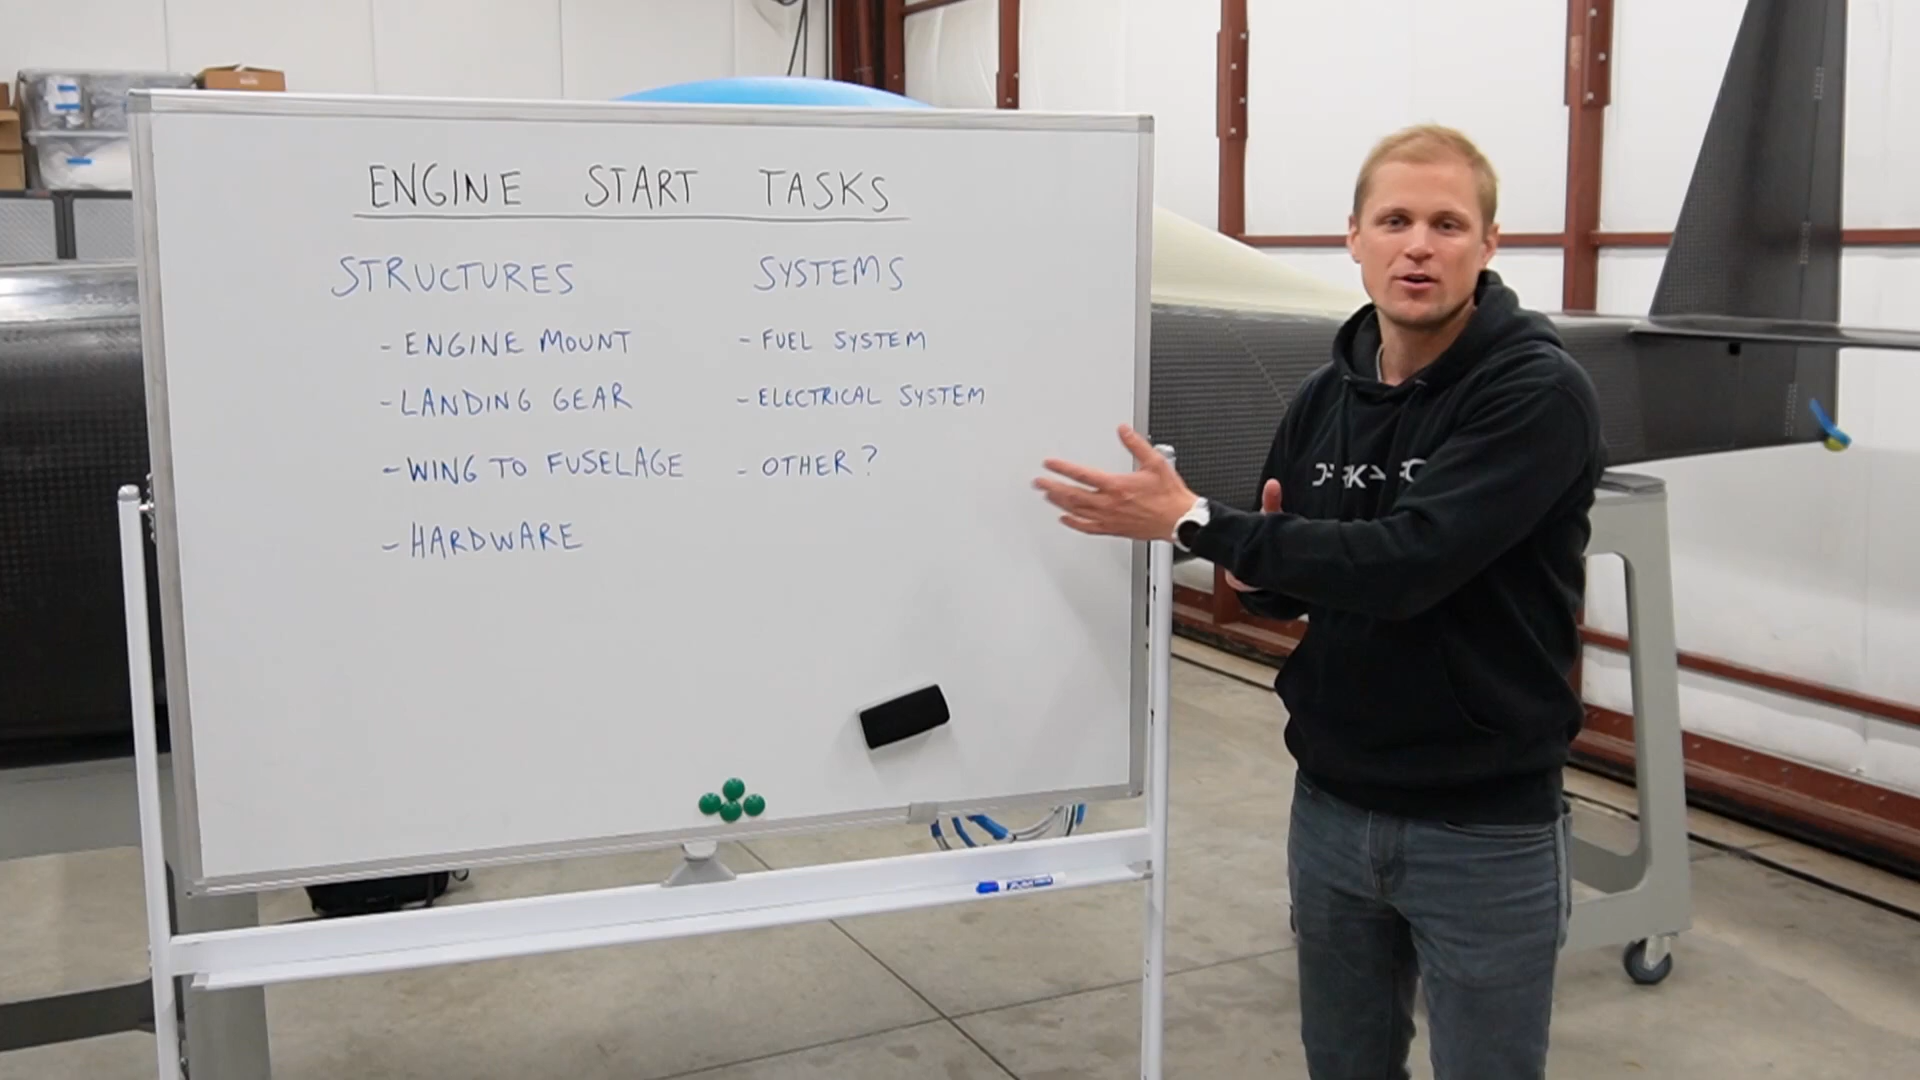 ENGINE START TASKS
STRUCTURES
- ENGINE MOUNT
- LANDING GEAR
- WING TO FUSELAGE
- HARDWARE
SYSTEMS
- FUEL SYSTEM
- ELECTRICAL SYSTEM
- OTHER?